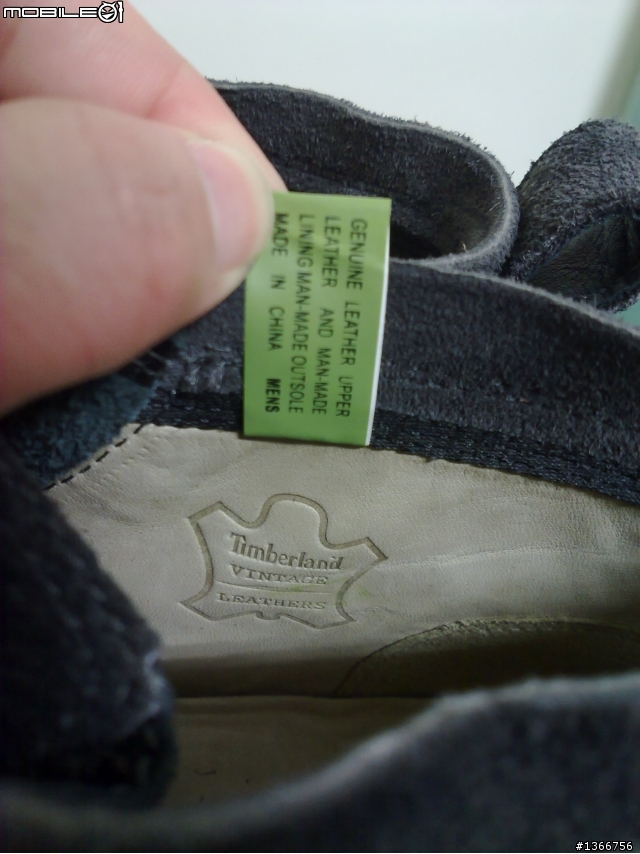 MOBILE01
GENUINE LEATHER UPPER
LEATHER AND MAN-MADE
LINING MAN-MADE OUTSOLE
MADE IN CHINA MENS
Timberland
VINTAGE
LEATHERS
#1366756